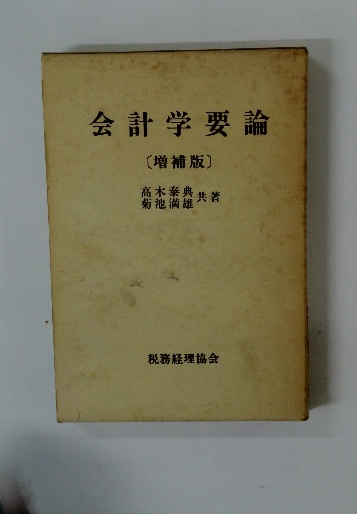 会計学要論
〔増補版〕
高木泰典
菊池満雄 共著
税務経理協会